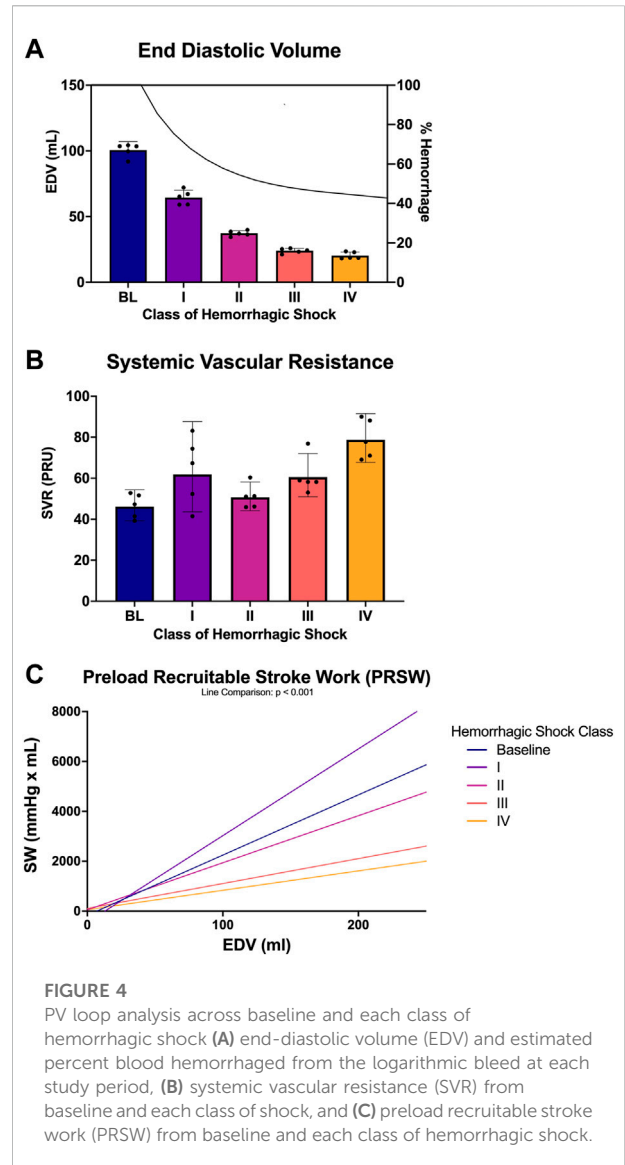 A
End Diastolic Volume
150
100
50
0
EDV (mL)
100
80
60
40
20
0
% Hemorrhage
BL I II III IV
Class of Hemorrhagic Shock
B
Systemic Vascular Resistance
100
80
60
40
20
0
SVR (PRU)
BL I II III IV
Class of Hemorrhagic Shock
C
Preload Recruitable Stroke Work (PRSW)
Line Comparison: p < 0.001
8000
6000
4000
2000
0
SW (mmHg x mL)
0 100 200
EDV (ml)
Hemorrhagic Shock Class
Baseline
I
II
III
IV
FIGURE 4
PV loop analysis across baseline and each class of
hemorrhagic shock (A) end-diastolic volume (EDV) and estimated
percent blood hemorrhaged from the logarithmic bleed at each
study period, (B) systemic vascular resistance (SVR) from
baseline and each class of shock, and (C) preload recruitable stroke
work (PRSW) from baseline and each class of hemorrhagic shock.